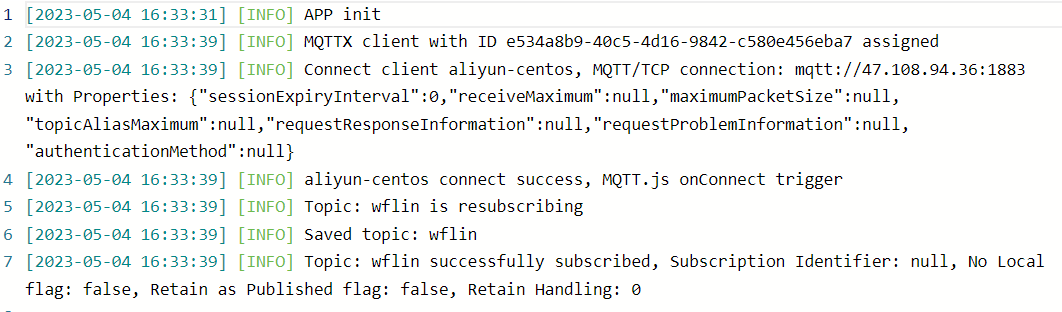 1 [2023-05-04 16:33:31] [INFO] APP init
2 [2023-05-04 16:33:39] [INFO] MQTTX client with ID e534a8b9-40c5-4d16-9842-c580e456eba7 assigned
3 [2023-05-04 16:33:39] [INFO] Connect client aliyun-centos, MQTT/TCP connection: mqtt://47.108.94.36:1883
with Properties: {"sessionExpiryInterval":0,"receiveMaximum":null,"maximumPacketSize":null,
"topicAliasMaximum":null,"requestResponseInformation":null,"requestProblemInformation":null,
"authenticationMethod":null}
4 [2023-05-04 16:33:39] [INFO] aliyun-centos connect success, MQTT.js onConnect trigger
5 [2023-05-04 16:33:39] [INFO] Topic: wflin is resubscribing
6 [2023-05-04 16:33:39] [INFO] Saved topic: wflin
7 [2023-05-04 16:33:39] [INFO] Topic: wflin successfully subscribed, Subscription Identifier: null, No Local
flag: false, Retain as Published flag: false, Retain Handling: 0